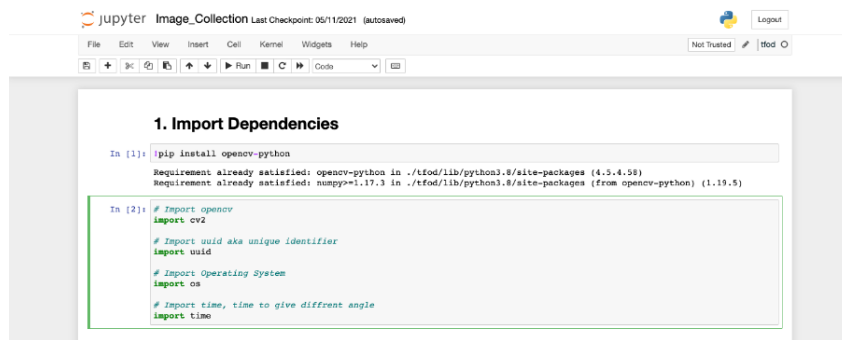 jupyter Image_Collection Last Checkpoint: 05/11/2021 (autosaved)
Logout
File Edit View Insert Cell Kernel Widgets Help
Not Trusted tfod
Run Code
1. Import Dependencies
In [1]: !pip install opencv-python
Requirement already satisfied: opencv-python in ./tfod/lib/python3.8/site-packages (4.5.4.58)
Requirement already satisfied: numpy>=1.17.3 in ./tfod/lib/python3.8/site-packages (from opencv-python) (1.19.5)
In [2]: # Import opencv
import cv2
# Import uuid aka unique identifier
import uuid
# Import Operating System
import os
# Import time, time to give diffrent angle
import time